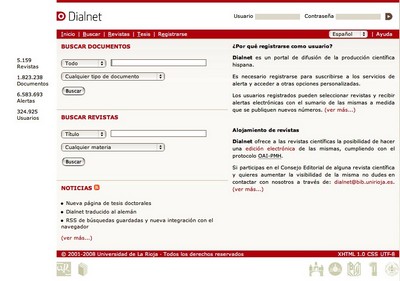 Dialnet
Usuario Contraseña
Inicio | Buscar | Revistas | Tesis | Registrarse Español | Ayuda
5.159
Revistas
1.823.238
Documentos
6.583.693
Alertas
324.925
Usuarios
BUSCAR DOCUMENTOS
Todo
Cualquier tipo de documento
Buscar
BUSCAR REVISTAS
Título
Cualquier materia
Buscar
NOTICIAS
Nueva página de tesis doctorales
Dialnet traducido al alemán
RSS de búsquedas guardadas y nueva integración con el
navegador
(ver más...)
¿Por qué registrarse como usuario?
Dialnet es un portal de difusión de la producción científica
hispana.
Es necesario registrarse para suscribirse a los servicios de
alerta y acceder a otras opciones personalizadas.
Los usuarios registrados pueden seleccionar revistas y recibir
alertas electrónicas con el sumario de las mismas a medida
que se publiquen nuevos números. (ver más...)
Alojamiento de revistas
Dialnet ofrece a las revistas científicas la posibilidad de hacer
una edición electrónica de las mismas, cumpliendo con el
protocolo OAI-PMH.
Si participas en el Consejo Editorial de alguna revista científica
y quieres aumentar la visibilidad de la misma no dudes en
contactar con nosotros a través de: dialnet@bib.unirioja.es.
(ver más...)
© 2001-2008 Universidad de La Rioja · Todos los derechos reservados XHTML 1.0 CSS UTF-8